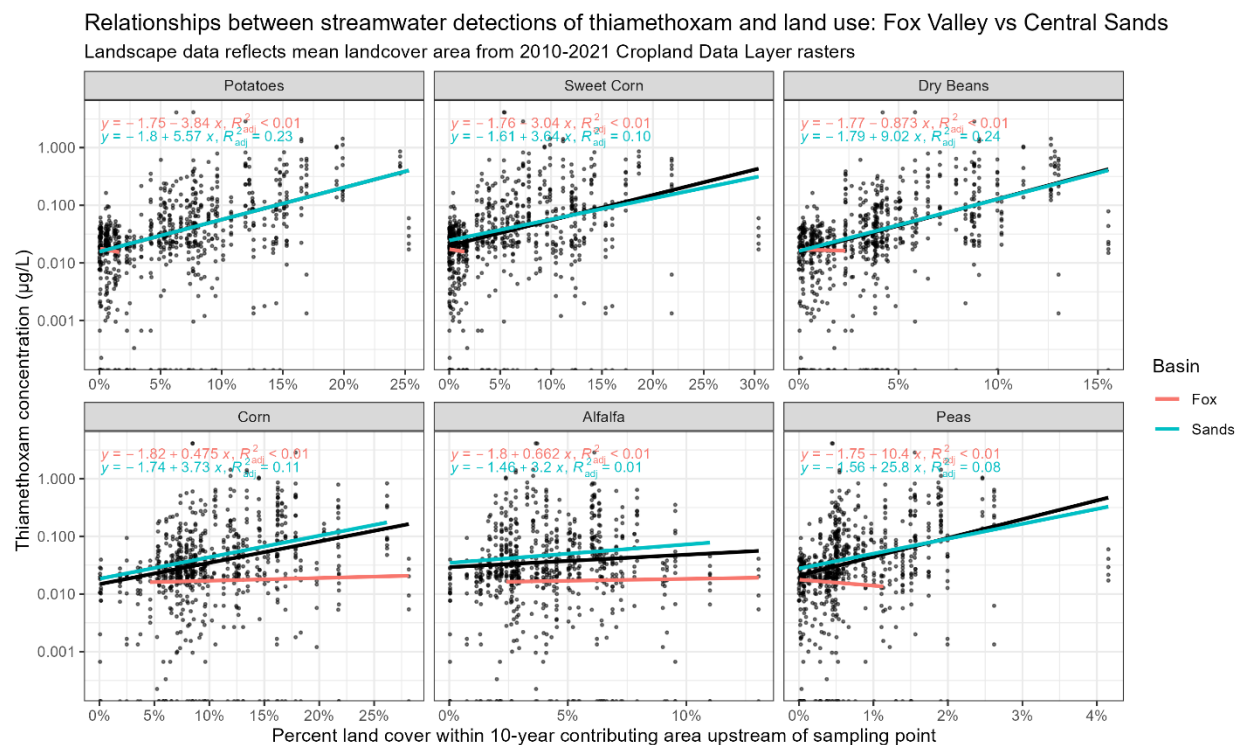 Relationships between streamwater detections of thiamethoxam and land use: Fox Valley vs Central Sands
Landscape data reflects mean landcover area from 2010-2021 Cropland Data Layer rasters
Potatoes
Sweet Corn
Dry Beans
y = − 1.75 − 3.84 x, R²adj < 0.01
y = − 1.8 + 5.57 x, R²adj = 0.23
y = − 1.76 − 3.04 x, R²adj < 0.01
y = − 1.61 + 3.64 x, R²adj = 0.10
y = − 1.77 − 0.873 x, R²adj < 0.01
y = − 1.79 + 9.02 x, R²adj = 0.24
1.000
0.100
0.010
0.001
0% 5% 10% 15% 20% 25%
0% 5% 10% 15% 20% 25% 30%
0% 5% 10% 15%
Corn
Alfalfa
Peas
y = − 1.82 + 0.475 x, R²adj < 0.01
y = − 1.74 + 3.73 x, R²adj = 0.11
y = − 1.8 + 0.662 x, R²adj < 0.01
y = − 1.46 + 3.2 x, R²adj = 0.01
y = − 1.75 − 10.4 x, R²adj < 0.01
y = − 1.56 + 25.8 x, R²adj = 0.08
1.000
0.100
0.010
0.001
0% 5% 10% 15% 20% 25%
0% 5% 10%
0% 1% 2% 3% 4%
Thiamethoxam concentration (µg/L)
Percent land cover within 10-year contributing area upstream of sampling point
Basin
Fox
Sands